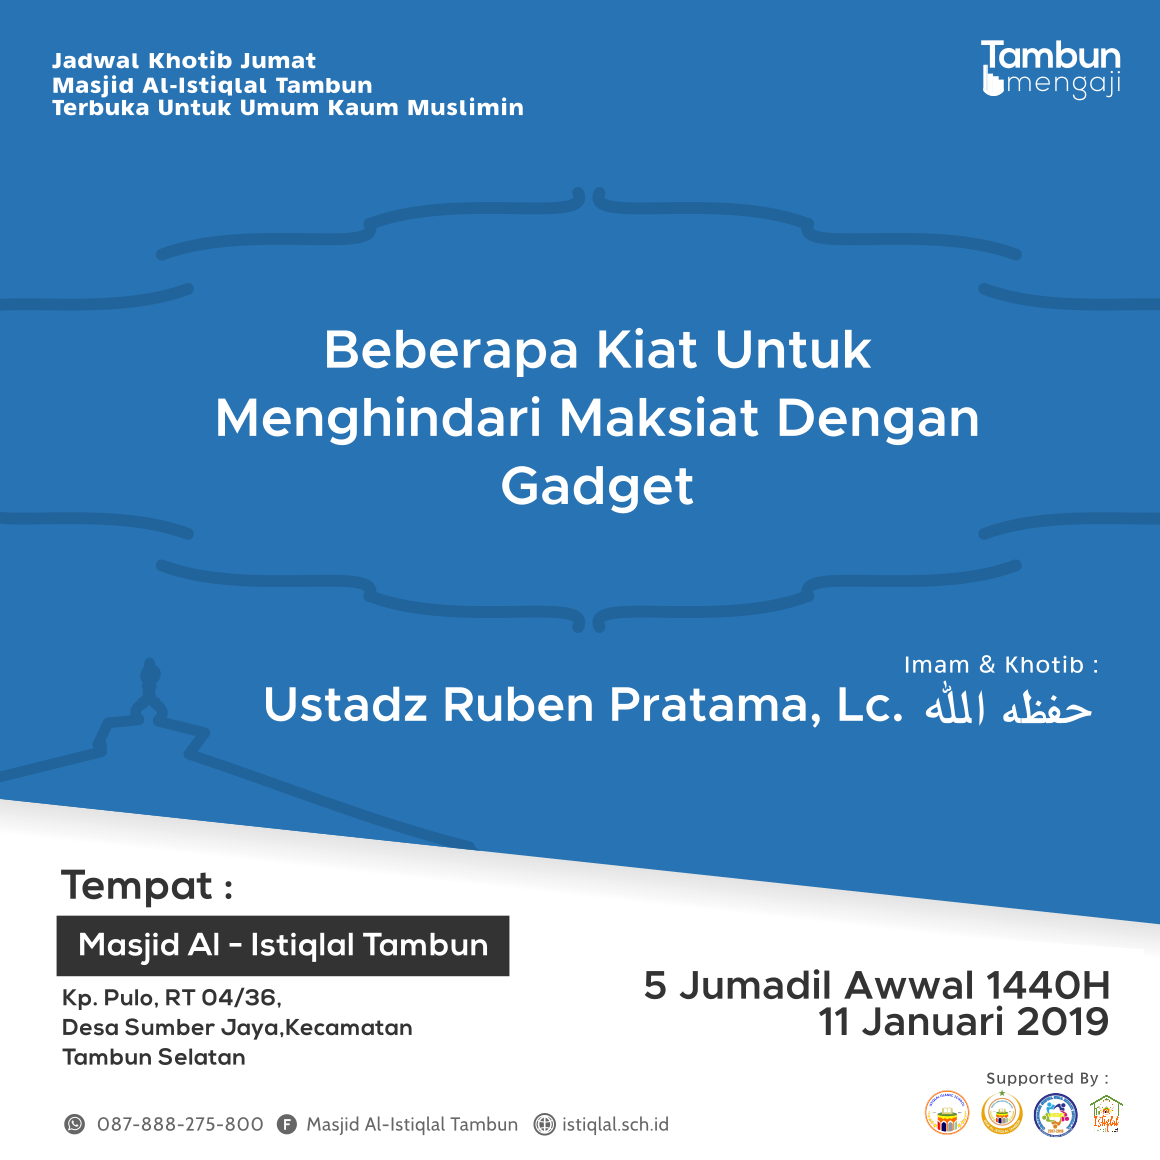 Jadwal Khotib Jumat
Masjid Al-Istiqlal Tambun
Terbuka Untuk Umum Kaum Muslimin
Tambun
mengaji
Beberapa Kiat Untuk
Menghindari Maksiat Dengan
Gadget
Imam & Khotib :
Ustadz Ruben Pratama, Lc. حفظه الله
Tempat :
Masjid Al - Istiqlal Tambun
Kp. Pulo, RT 04/36,
Desa Sumber Jaya,Kecamatan
Tambun Selatan
5 Jumadil Awwal 1440H
11 Januari 2019
Supported By :
087-888-275-800 Masjid Al-Istiqlal Tambun istiqlal.sch.id